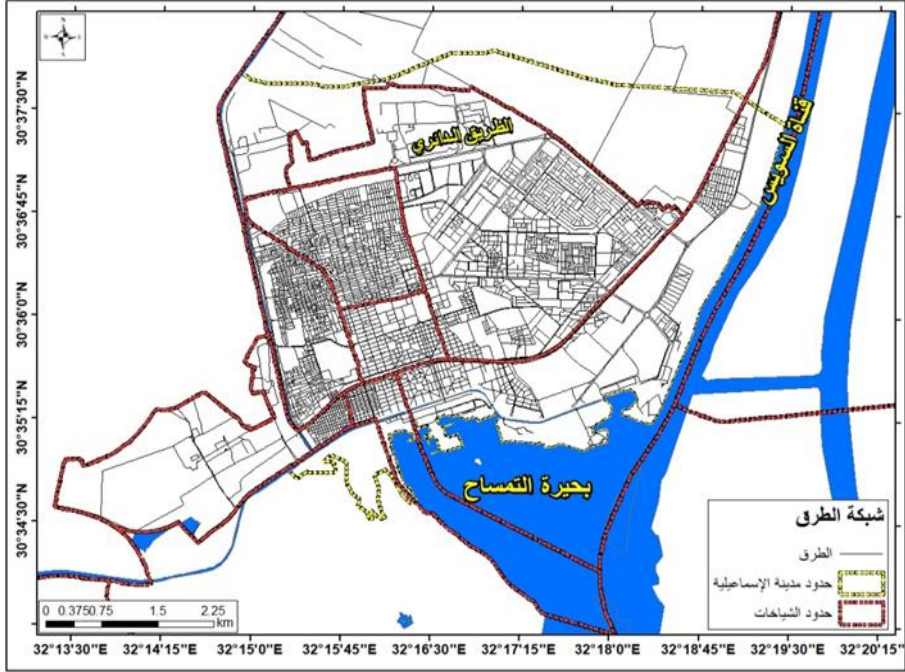 الطريق الدائري
قناة السويس
بحيرة التمساح
شبكة الطرق
الطرق
حدود مدينة الإسماعيلية
حدود الشياخات
0 0.3750.75 1.5 2.25
km
30°37'30"N
30°36'45"N
30°36'0"N
30°35'15"N
30°34'30"N
32°13'30"E 32°14'15"E 32°15'0"E 32°15'45"E 32°16'30"E 32°17'15"E 32°18'0"E 32°18'45"E 32°19'30"E 32°20'15"E